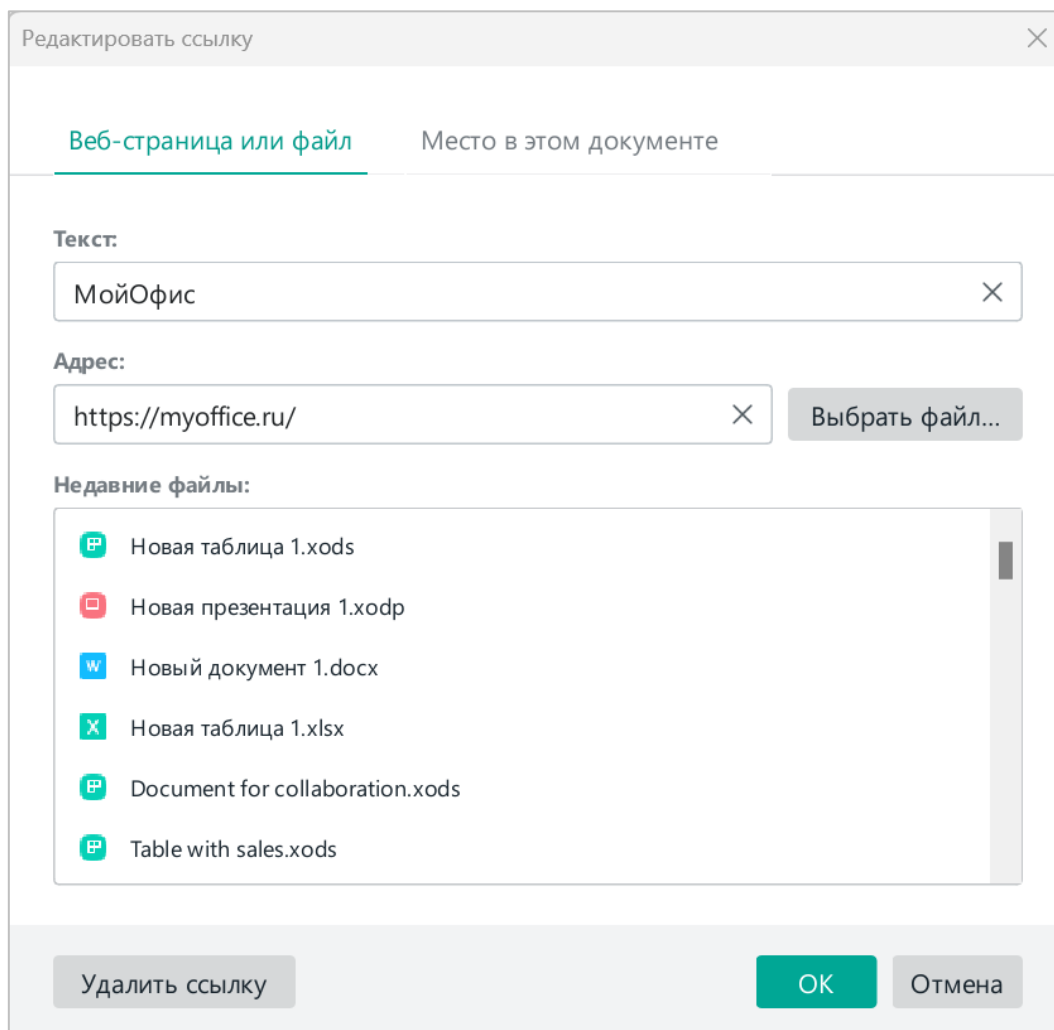 Редактировать ссылку
Веб-страница или файл Место в этом документе
Текст:
МойОфис
Адрес:
https://myoffice.ru/ Выбрать файл...
Недавние файлы:
Новая таблица 1.xods
Новая презентация 1.xodp
Новый документ 1.docx
Новая таблица 1.xlsx
Document for collaboration.xods
Table with sales.xods
Удалить ссылку ОК Отмена